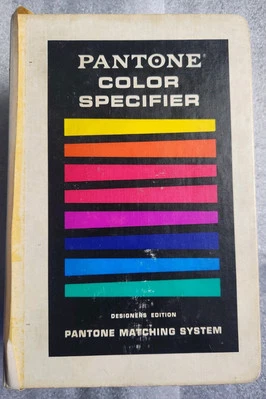 PANTONE®
COLOR
SPECIFIER
DESIGNERS EDITION
PANTONE MATCHING SYSTEM